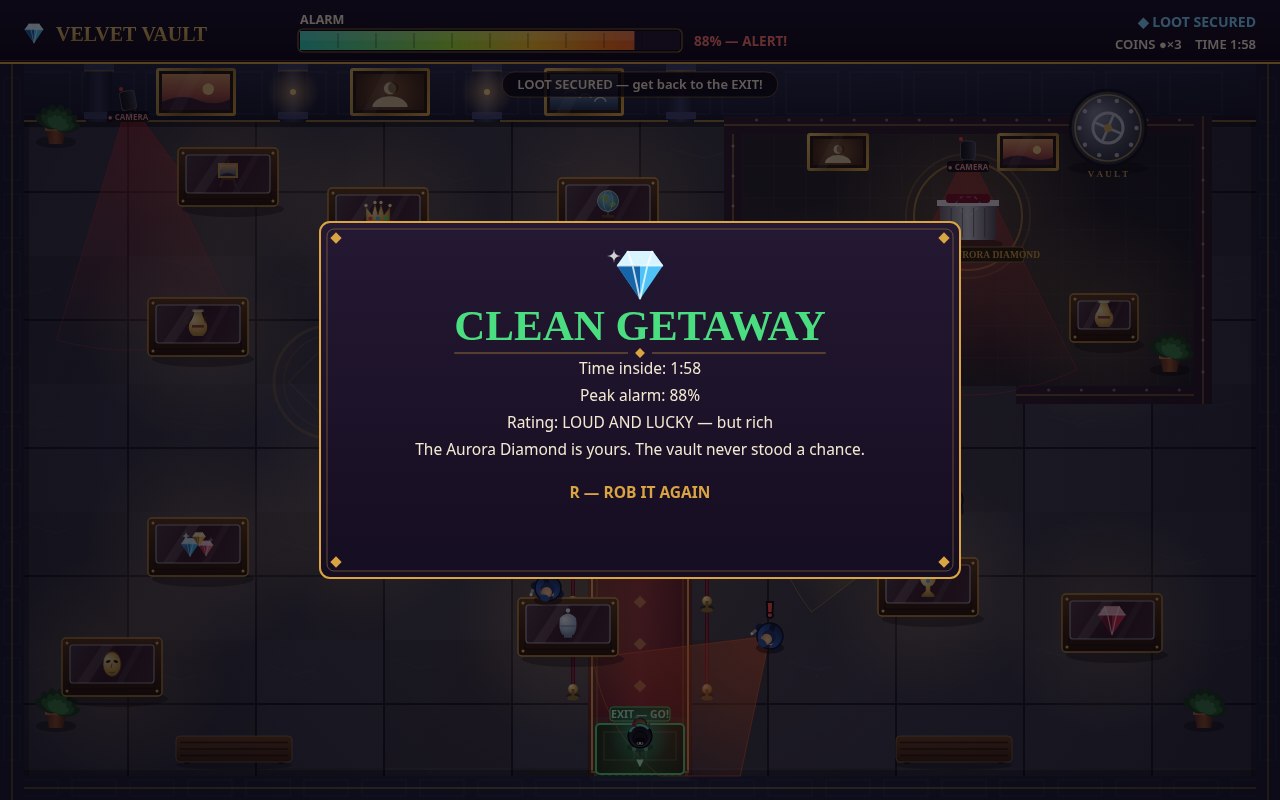 VELVET VAULT
ALARM
88% — ALERT!
◆ LOOT SECURED
COINS ●×3 TIME 1:58
LOOT SECURED — get back to the EXIT!
● CAMERA
● CAMERA
VAULT
RORA DIAMOND
CLEAN GETAWAY
Time inside: 1:58
Peak alarm: 88%
Rating: LOUD AND LUCKY — but rich
The Aurora Diamond is yours. The vault never stood a chance.
R — ROB IT AGAIN
!
EXIT — GO!